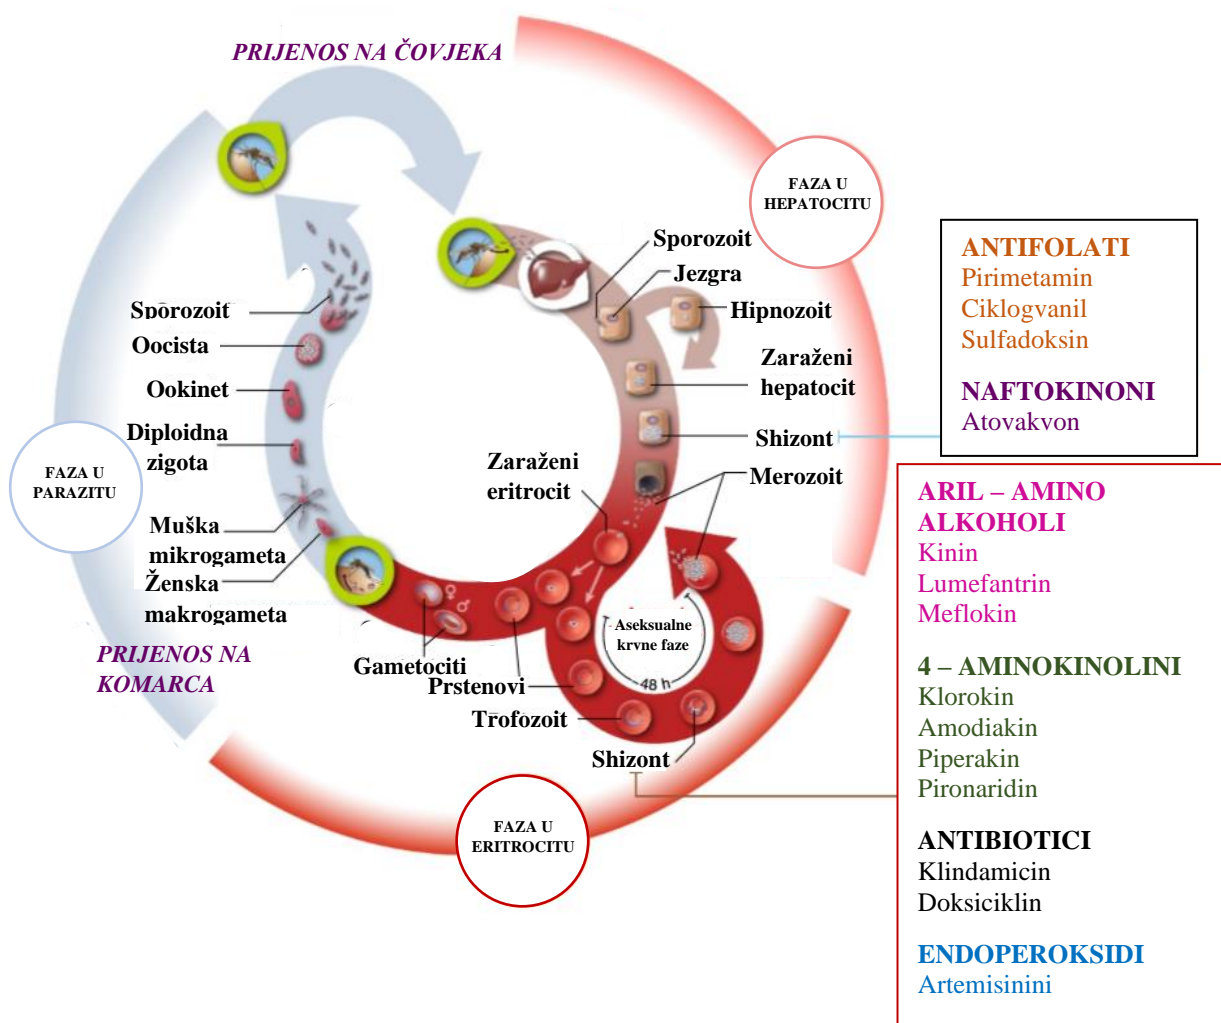 PRIJENOS NA ČOVJEKA
FAZA U
HEPATOCITU
Sporozoit
Jezgra
Hipnozoit
Zaraženi
hepatocit
Shizont
Merozoit
Zaraženi
eritrocit
Sporozoit
Oocista
Ookinet
Diploidna
zigota
FAZA U
PARAZITU
Muška
mikrogameta
Ženska
makrogameta
PRIJENOS NA
KOMARCA
♀
♂
Gametociti
Prstenovi
Trofozoit
Shizont
Aseksualne
krvne faze
48 h
FAZA U
ERITROCITU
ANTIFOLATI
Pirimetamin
Ciklogvanil
Sulfadoksin
NAFTOKINONI
Atovakvon
ARIL – AMINO
ALKOHOLI
Kinin
Lumefantrin
Meflokin
4 – AMINOKINOLINI
Klorokin
Amodiakin
Piperakin
Pironaridin
ANTIBIOTICI
Klindamicin
Doksiciklin
ENDOPEROKSIDI
Artemisinini